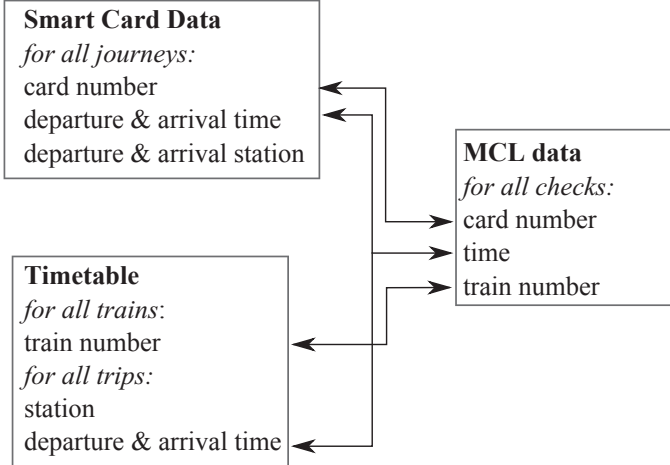 Smart Card Data
for all journeys:
card number
departure & arrival time
departure & arrival station
MCL data
for all checks:
card number
time
train number
Timetable
for all trains:
train number
for all trips:
station
departure & arrival time